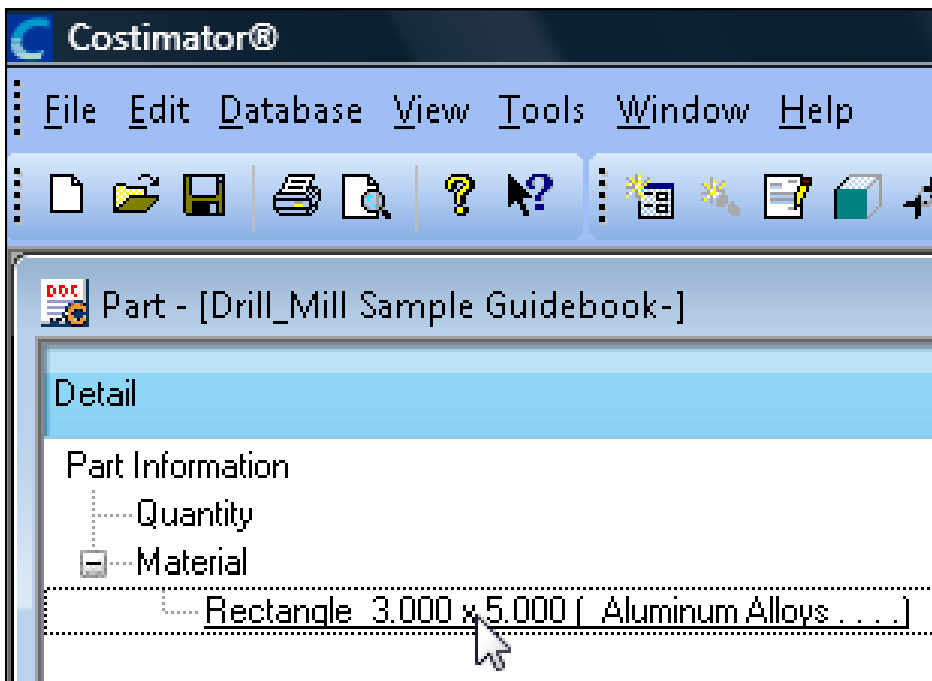 Costimator®
File Edit Database View Tools Window Help
DOC Part - [Drill_Mill Sample Guidebook-]
Detail
Part Information
Quantity
Material
Rectangle 3.000 x 5.000 ( Aluminum Alloys . . . . )